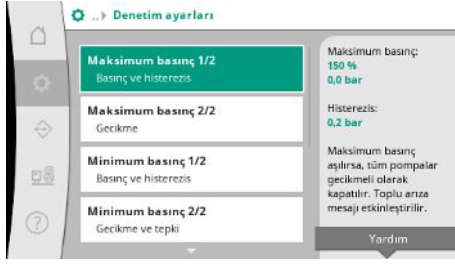 ..▸ Denetim ayarları
Maksimum basınç 1/2
Basınç ve histerezis
Maksimum basınç 2/2
Gecikme
Minimum basınç 1/2
Basınç ve histerezis
Minimum basınç 2/2
Gecikme ve tepki
Maksimum basınç:
150 %
0,0 bar
Histerezis:
0,2 bar
Maksimum basınç
aşılırsa, tüm pompalar
gecikmeli olarak
kapatılır. Toplu arıza
mesajı etkinleştirilir.
Yardım